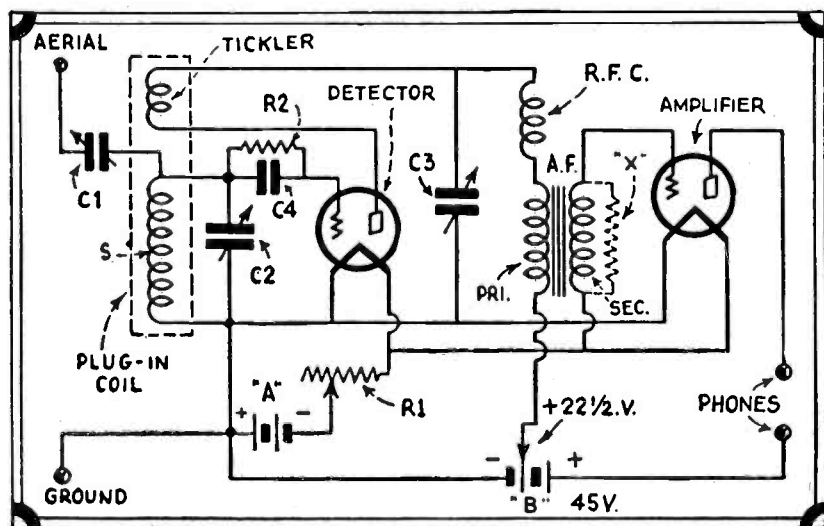 AERIAL
TICKLER
R2
DETECTOR
R.F.C.
AMPLIFIER
C1
C4
C3
A.F.
"X"
S
C2
PRI.
SEC.
PLUG-IN
COIL
"A"
+
-
R1
+22½.V.
PHONES
-
+
GROUND
"B"
45V.